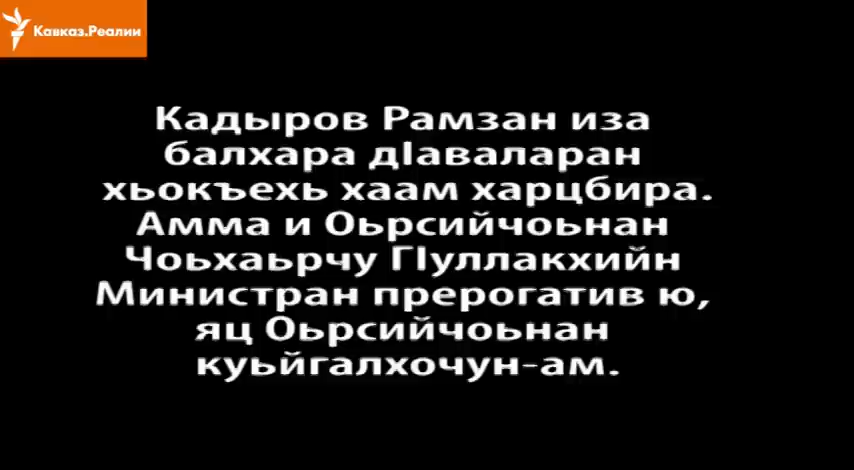 Кавказ.Реалии
Кадыров Рамзан иза
балхара дӀаваларан
хьокъехь хаам харцбира.
Амма и Оьрсийчоьнан
Чоьхаьрчу ГӀуллакхийн
Министран прерогатив ю,
яц Оьрсийчоьнан
куьйгалхочун-ам.